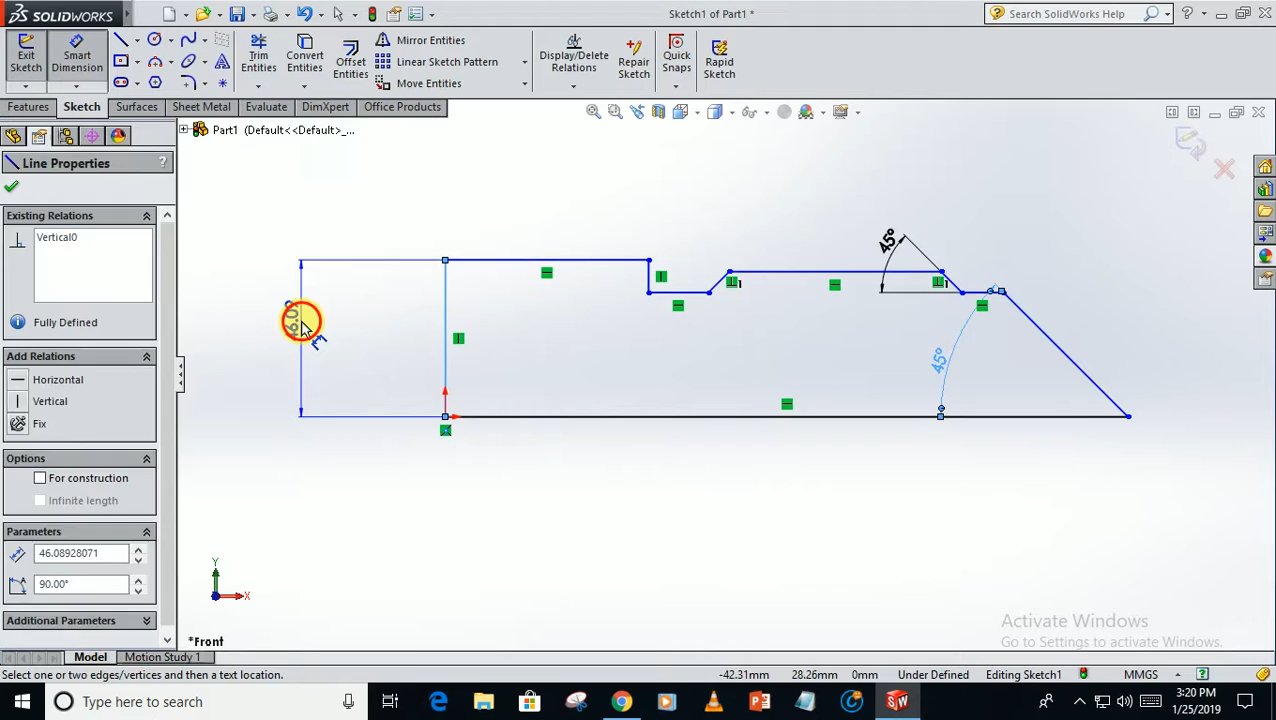 SOLIDWORKS
Sketch1 of Part1 *
Search SolidWorks Help
Exit Sketch
Smart Dimension
Trim Entities
Convert Entities
Offset Entities
Mirror Entities
Linear Sketch Pattern
Move Entities
Display/Delete Relations
Repair Sketch
Quick Snaps
Rapid Sketch
Features
Sketch
Surfaces
Sheet Metal
Evaluate
DimXpert
Office Products
Part1 (Default<<Default>_...
Line Properties
?
Existing Relations
Vertical0
Fully Defined
Add Relations
Horizontal
Vertical
Fix
Options
For construction
Infinite length
Parameters
46.08928071
90.00°
Additional Parameters
45°
45°
1
1
Y
X
*Front
Activate Windows
Go to Settings to activate Windows.
Model
Motion Study 1
Select one or two edges/vertices and then a text location.
-42.31mm
28.26mm
0mm
Under Defined
Editing Sketch1
MMGS
Type here to search
3:20 PM
1/25/2019